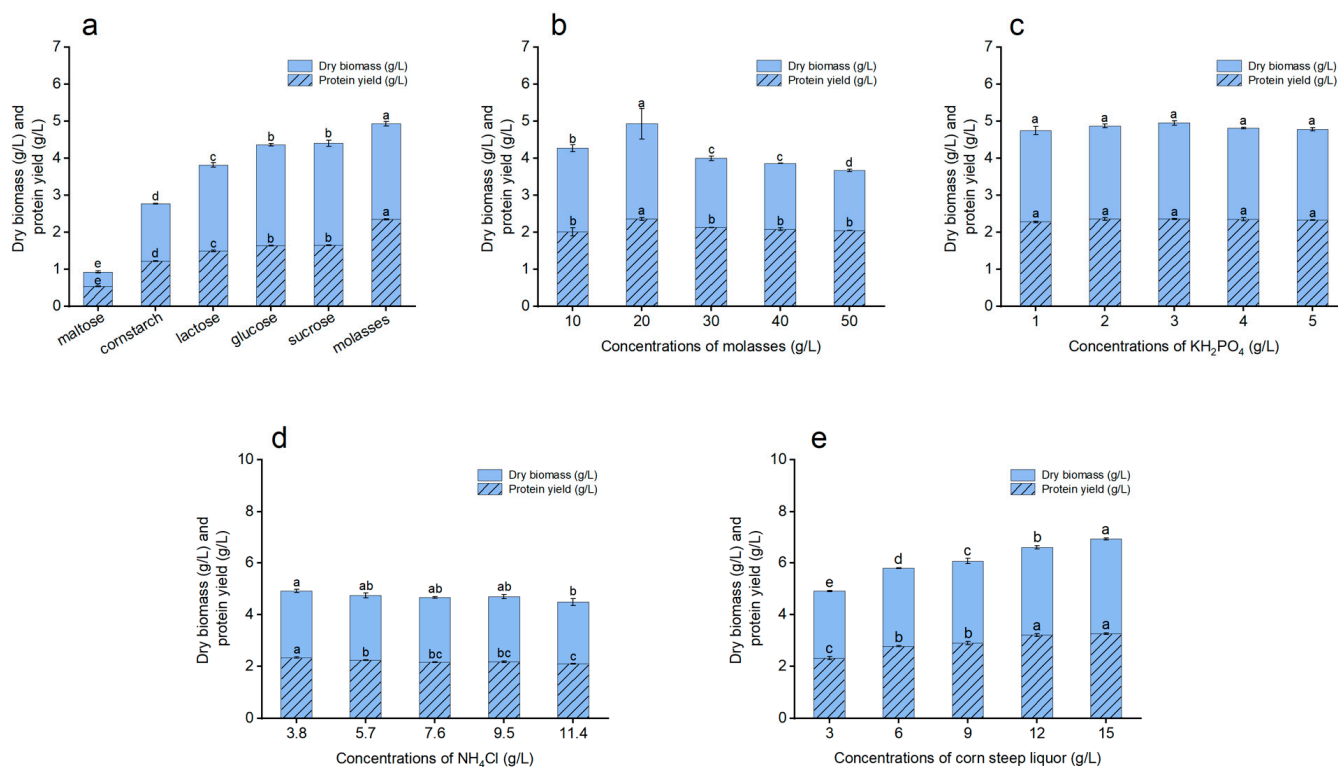 a
Dry biomass (g/L) and
protein yield (g/L)
7
6
5
4
3
2
1
0
Dry biomass (g/L)
Protein yield (g/L)
e
e
d
d
c
c
b
b
b
b
a
a
maltose
cornstarch
lactose
glucose
sucrose
molasses
b
Dry biomass (g/L) and
protein yield (g/L)
7
6
5
4
3
2
1
0
Dry biomass (g/L)
Protein yield (g/L)
b
a
c
c
d
b
a
b
b
b
10 20 30 40 50
Concentrations of molasses (g/L)
c
Dry biomass (g/L) and
protein yield (g/L)
7
6
5
4
3
2
1
0
Dry biomass (g/L)
Protein yield (g/L)
a a a a a
a a a a a
1 2 3 4 5
Concentrations of KH₂PO₄ (g/L)
d
Dry biomass (g/L) and
protein yield (g/L)
10
8
6
4
2
0
Dry biomass (g/L)
Protein yield (g/L)
a ab ab ab b
a b bc bc c
3.8 5.7 7.6 9.5 11.4
Concentrations of NH₄Cl (g/L)
e
Dry biomass (g/L) and
protein yield (g/L)
10
8
6
4
2
0
Dry biomass (g/L)
Protein yield (g/L)
e d c b a
c b b a a
3 6 9 12 15
Concentrations of corn steep liquor (g/L)